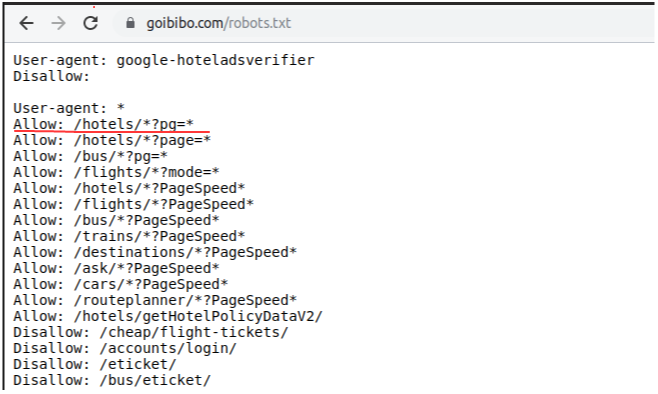 goibibo.com/robots.txt
User-agent: google-hoteladsverifier
Disallow:
User-agent: *
Allow: /hotels/*?pg=*
Allow: /hotels/*?page=*
Allow: /bus/*?pg=*
Allow: /flights/*?mode=*
Allow: /hotels/*?PageSpeed*
Allow: /flights/*?PageSpeed*
Allow: /bus/*?PageSpeed*
Allow: /trains/*?PageSpeed*
Allow: /destinations/*?PageSpeed*
Allow: /ask/*?PageSpeed*
Allow: /cars/*?PageSpeed*
Allow: /routeplanner/*?PageSpeed*
Allow: /hotels/getHotelPolicyDataV2/
Disallow: /cheap/flight-tickets/
Disallow: /accounts/login/
Disallow: /eticket/
Disallow: /bus/eticket/